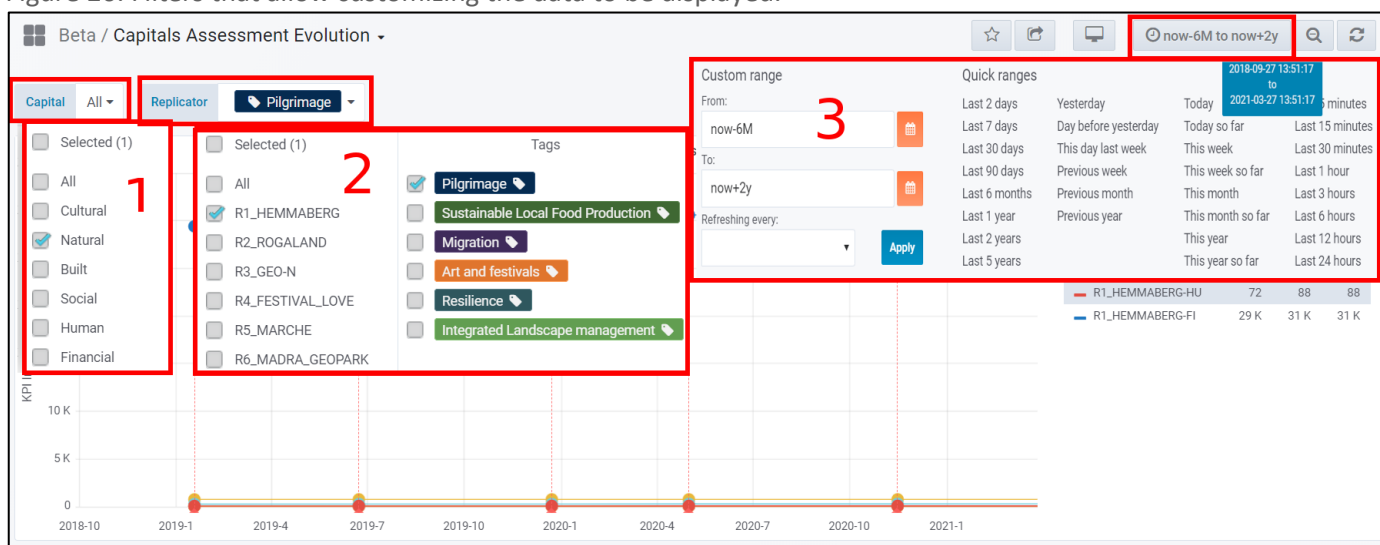 Beta / Capitals Assessment Evolution
now-6M to now+2y
Capital All
Replicator Pilgrimage
Selected (1)
All
Cultural
Natural
Built
Social
Human
Financial
1
Selected (1)
All
R1_HEMMABERG
R2_ROGALAND
R3_GEO-N
R4_FESTIVAL_LOVE
R5_MARCHE
R6_MADRA_GEOPARK
2
Tags
Pilgrimage
Sustainable Local Food Production
Migration
Art and festivals
Resilience
Integrated Landscape management
Custom range
From:
now-6M
To:
now+2y
Refreshing every:
Apply
3
Quick ranges
Last 2 days
Last 7 days
Last 30 days
Last 90 days
Last 6 months
Last 1 year
Last 2 years
Last 5 years
Yesterday
Day before yesterday
This day last week
Previous week
Previous month
Previous year
Today
Today so far
This week
This week so far
This month
This month so far
This year
This year so far
2018-09-27 13:51:17
to
2021-03-27 13:51:17
minutes
Last 15 minutes
Last 30 minutes
Last 1 hour
Last 3 hours
Last 6 hours
Last 12 hours
Last 24 hours
R1_HEMMABERG-HU 72 88 88
R1_HEMMABERG-FI 29 K 31 K 31 K
KPI
10 K
5 K
0
2018-10 2019-1 2019-4 2019-7 2019-10 2020-1 2020-4 2020-7 2020-10 2021-1